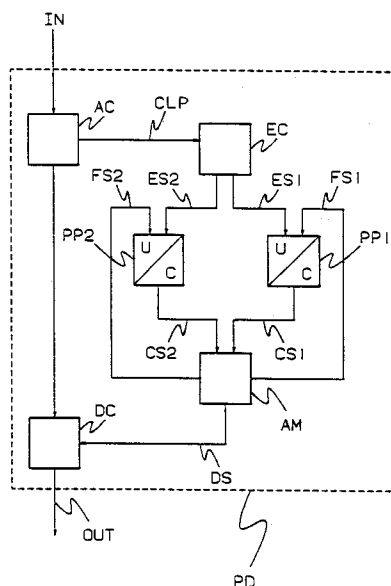 IN
AC
CLP
EC
FS2
ES2
ES1
FS1
PP2
U
C
U
C
PP1
CS2
CS1
DC
AM
DS
OUT
PD